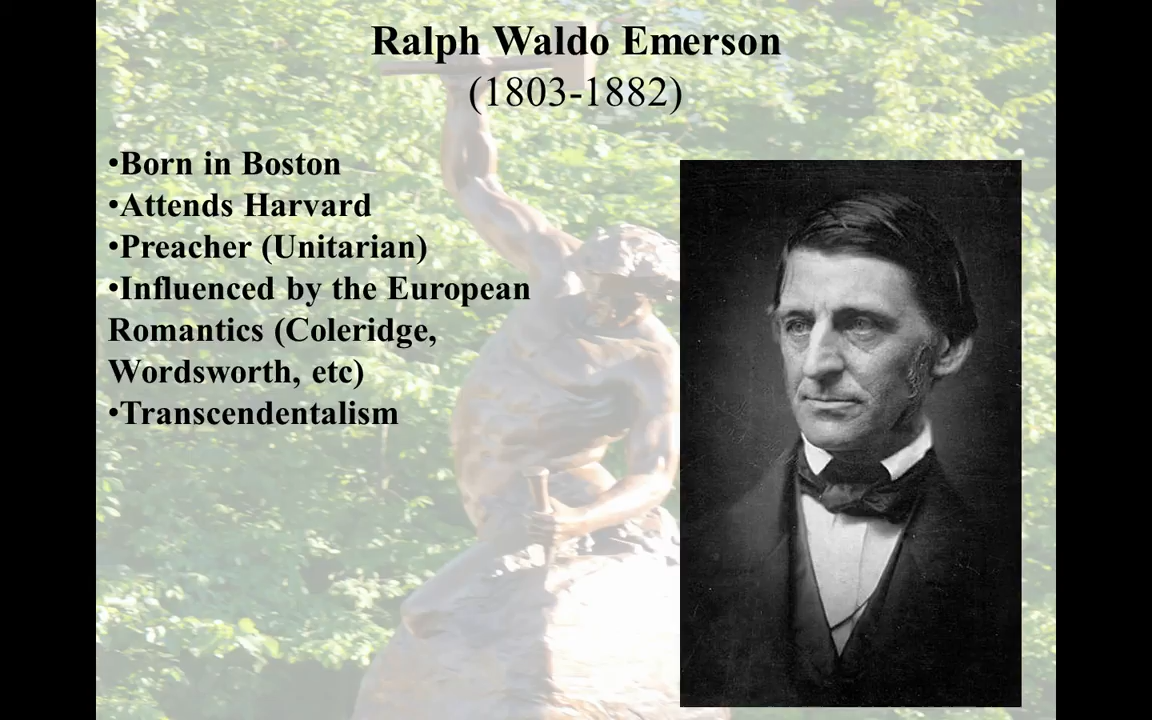 Ralph Waldo Emerson
(1803-1882)
•Born in Boston
•Attends Harvard
•Preacher (Unitarian)
•Influenced by the European
Romantics (Coleridge,
Wordsworth, etc)
•Transcendentalism